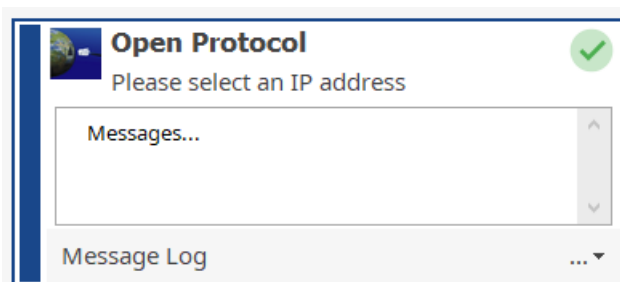 Open Protocol
Please select an IP address
Messages...
Message Log
...